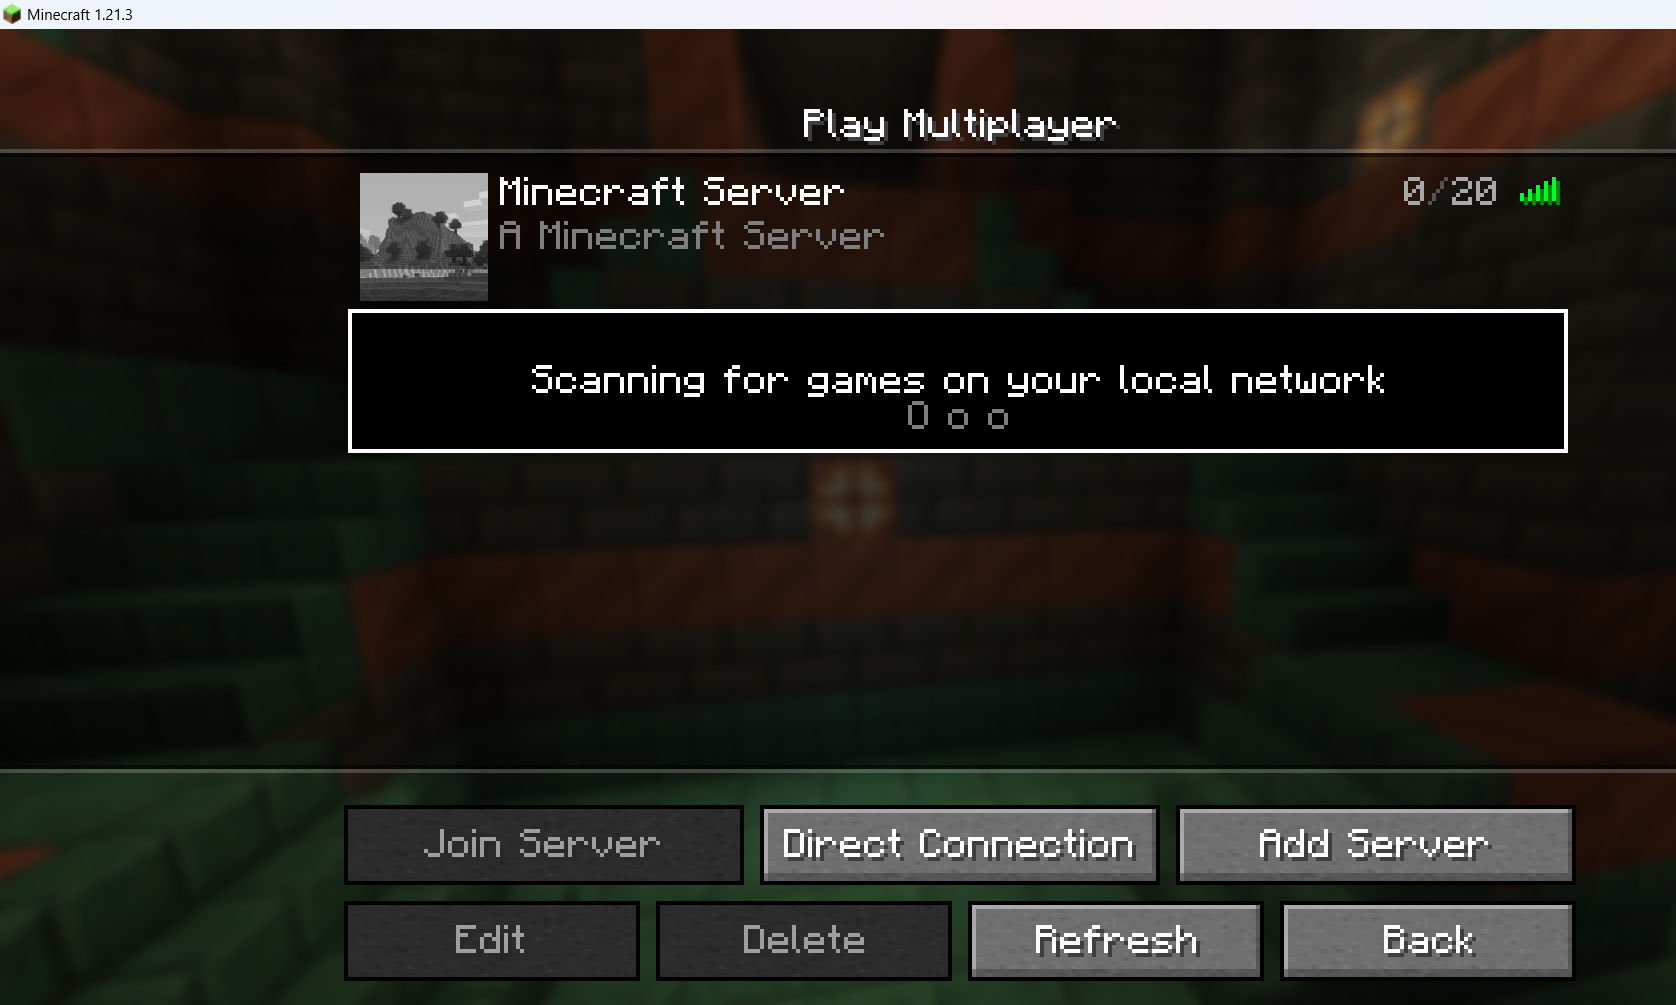 Minecraft 1.21.3
Play Multiplayer
Minecraft Server 0/20
A Minecraft Server
Scanning for games on your local network
O o o
Join Server Direct Connection Add Server
Edit Delete Refresh Back